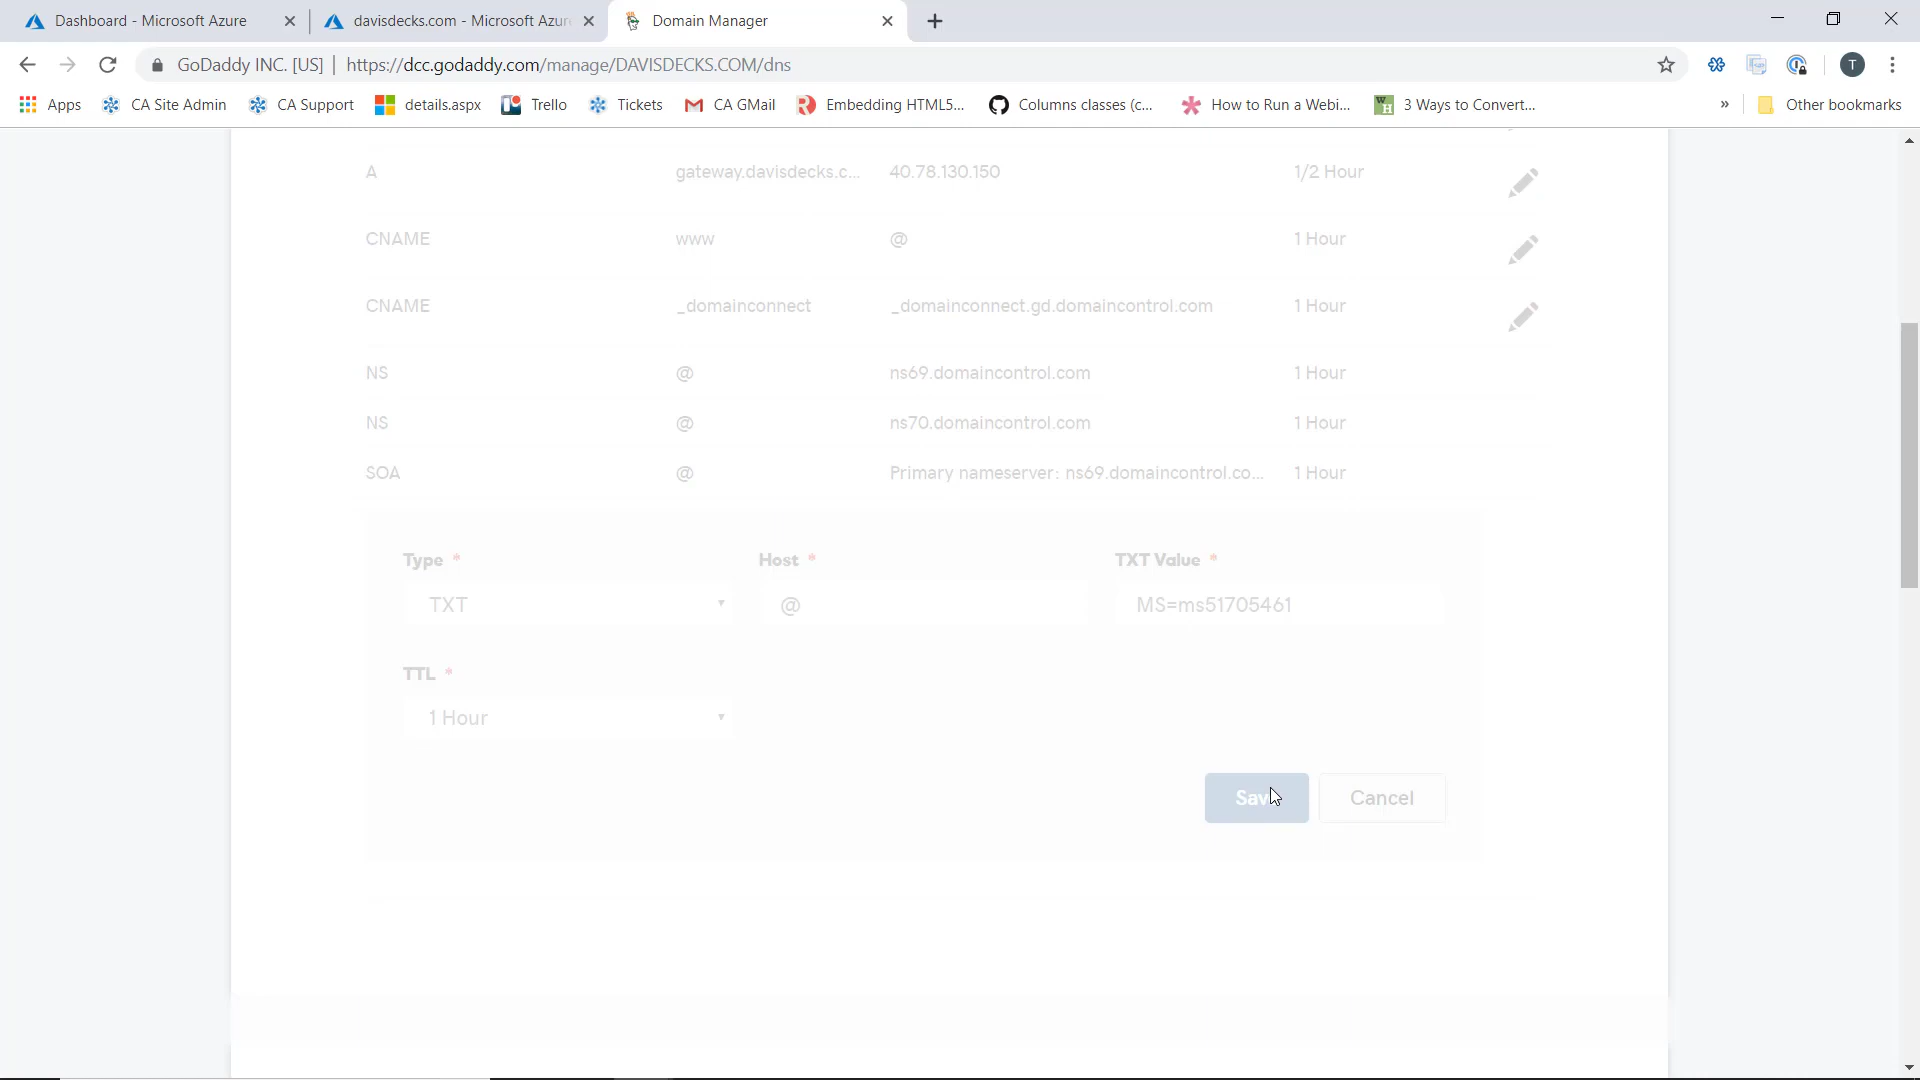 Dashboard - Microsoft Azure
davisdecks.com - Microsoft Azur
Domain Manager
GoDaddy INC. [US] | https://dcc.godaddy.com/manage/DAVISDECKS.COM/dns
T
Apps
CA Site Admin
CA Support
details.aspx
Trello
Tickets
CA GMail
Embedding HTML5...
Columns classes (c...
How to Run a Webi...
3 Ways to Convert...
»
Other bookmarks
A gateway.davisdecks.c... 40.78.130.150 1/2 Hour
CNAME www @ 1 Hour
CNAME _domainconnect _domainconnect.gd.domaincontrol.com 1 Hour
NS @ ns69.domaincontrol.com 1 Hour
NS @ ns70.domaincontrol.com 1 Hour
SOA @ Primary nameserver: ns69.domaincontrol.co... 1 Hour
Type * Host * TXT Value *
TXT @ MS=ms51705461
TTL *
1 Hour
Save Cancel